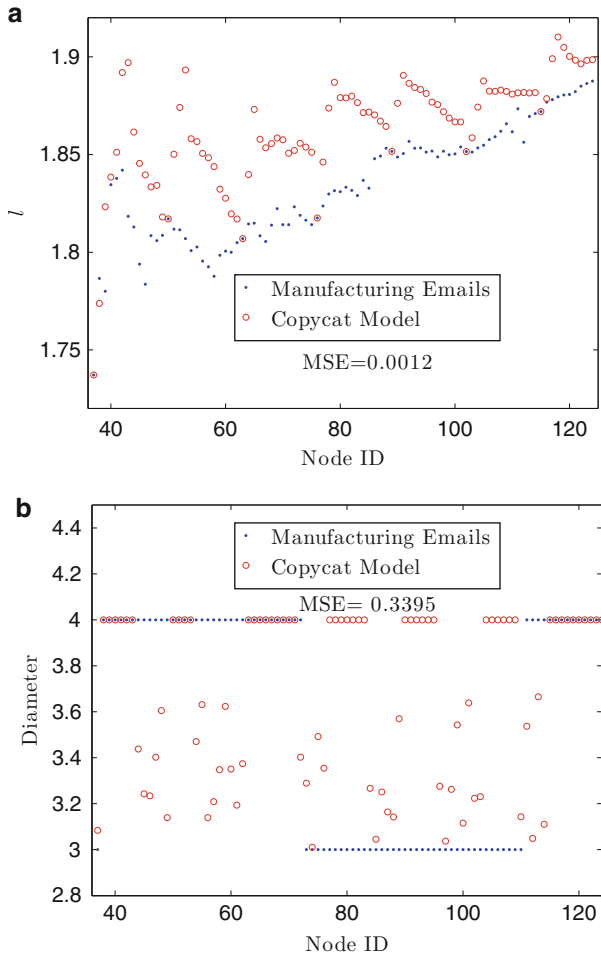 a
1.9
1.85
1.8
1.75
l
Manufacturing Emails
Copycat Model
MSE=0.0012
40 60 80 100 120
Node ID
b
4.4
4.2
4
3.8
3.6
3.4
3.2
3
2.8
Diameter
Manufacturing Emails
Copycat Model
MSE= 0.3395
40 60 80 100 120
Node ID